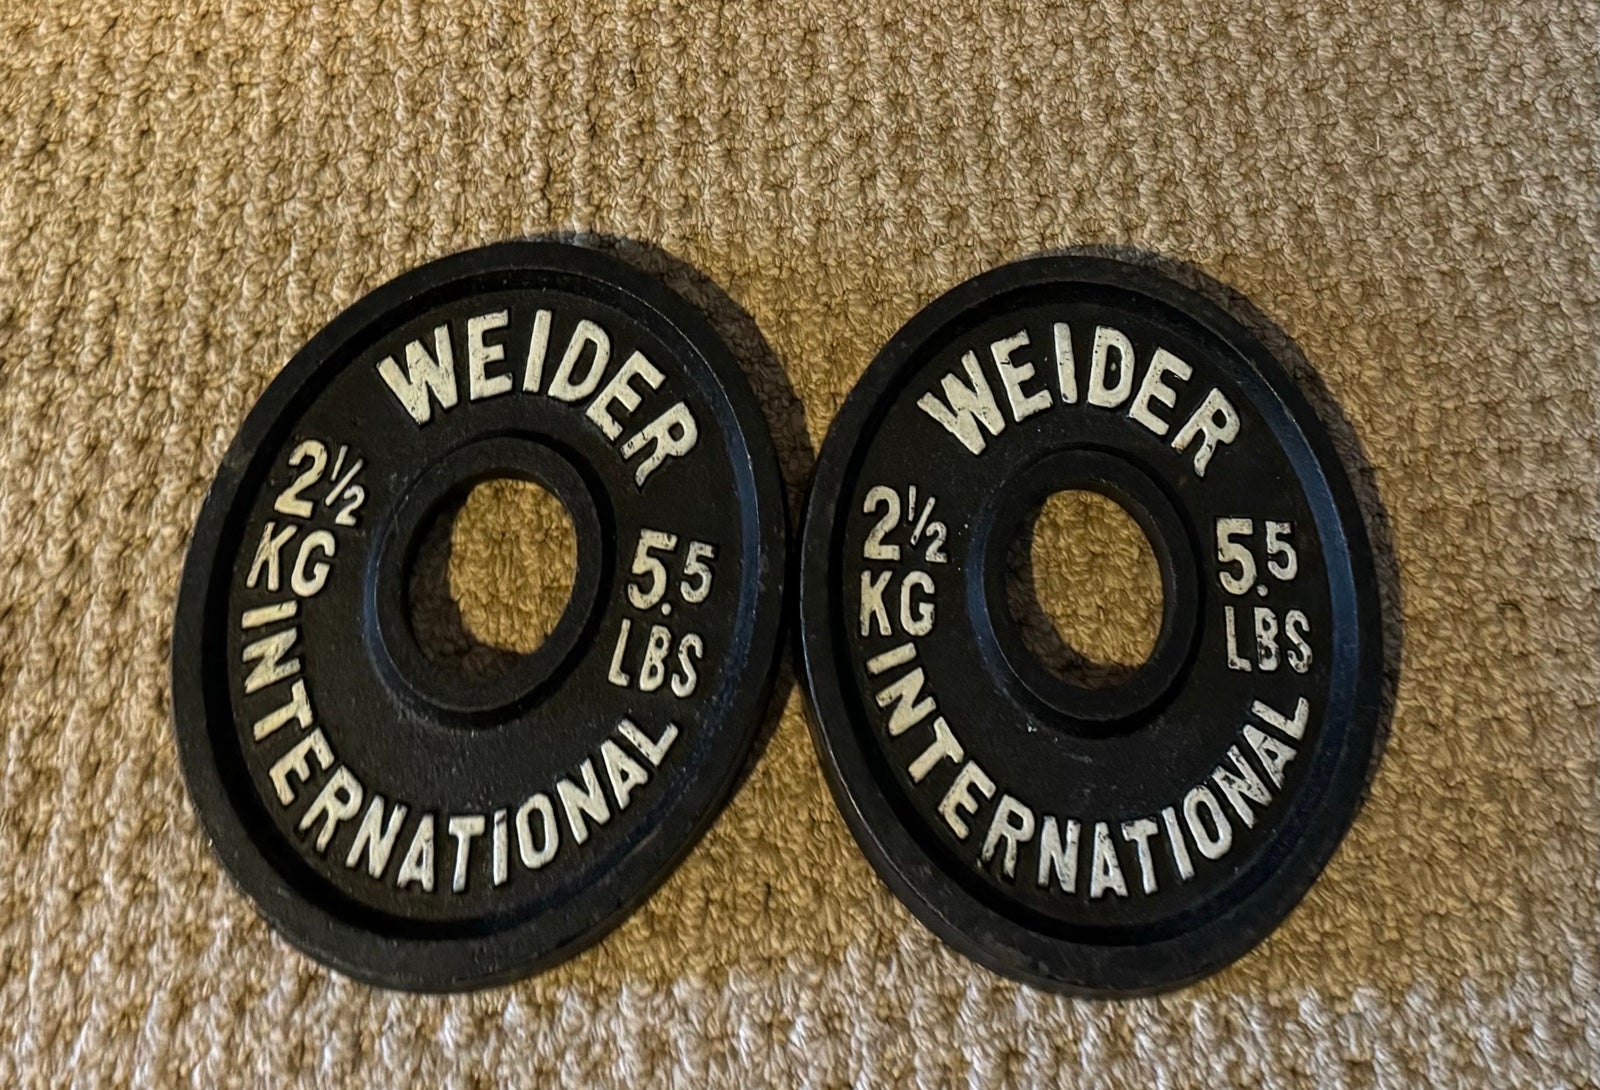 WEIDER
2½
KG
5.5
LBS
INTERNATIONAL
WEIDER
2½
KG
5.5
LBS
INTERNATIONAL